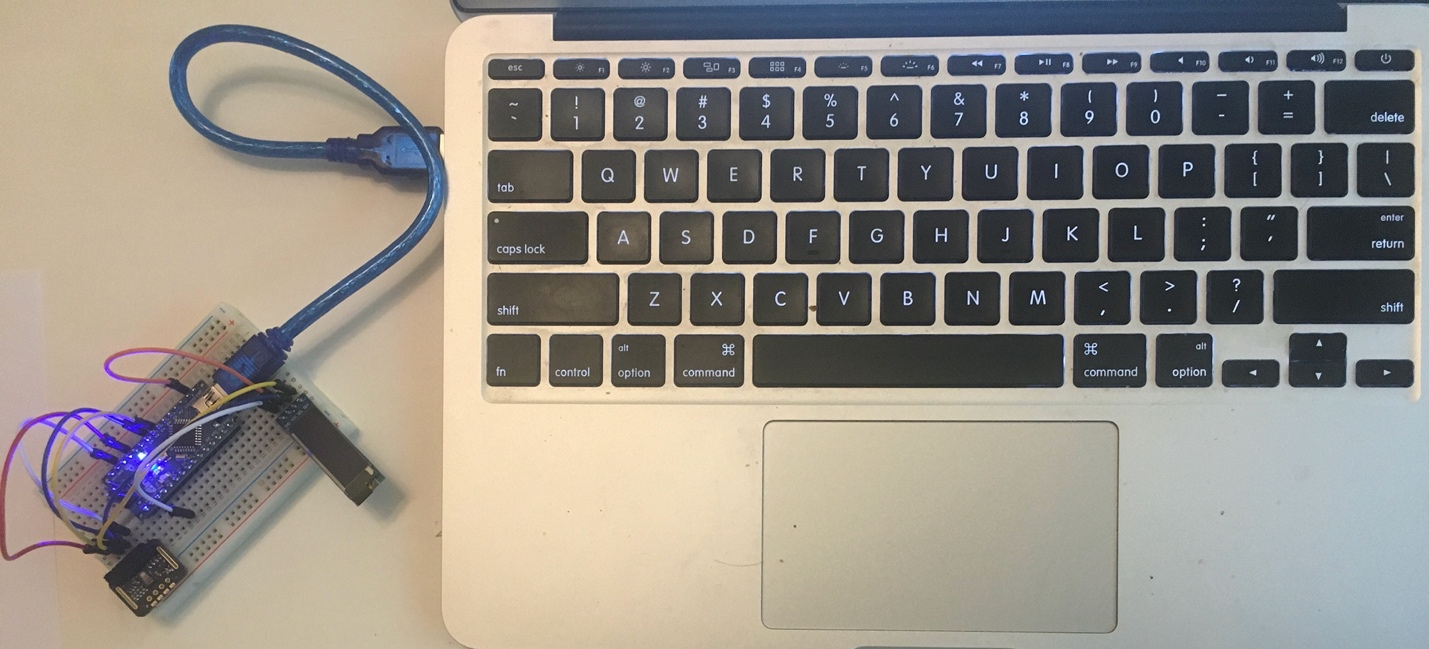 esc F1 F2 F3 F4 F5 F6 F7 F8 F9 F10 F11 F12
~ ! @ # $ % ^ & * ( ) — +
` 1 2 3 4 5 6 7 8 9 0 - = delete
tab Q W E R T Y U I O P { } |
[ ] \
caps lock A S D F G H J K L : " enter
; ' return
shift Z X C V B N M < > ? shift
, . /
fn control alt option ⌘ command ⌘ command alt option ◄ ▲ ▼ ►